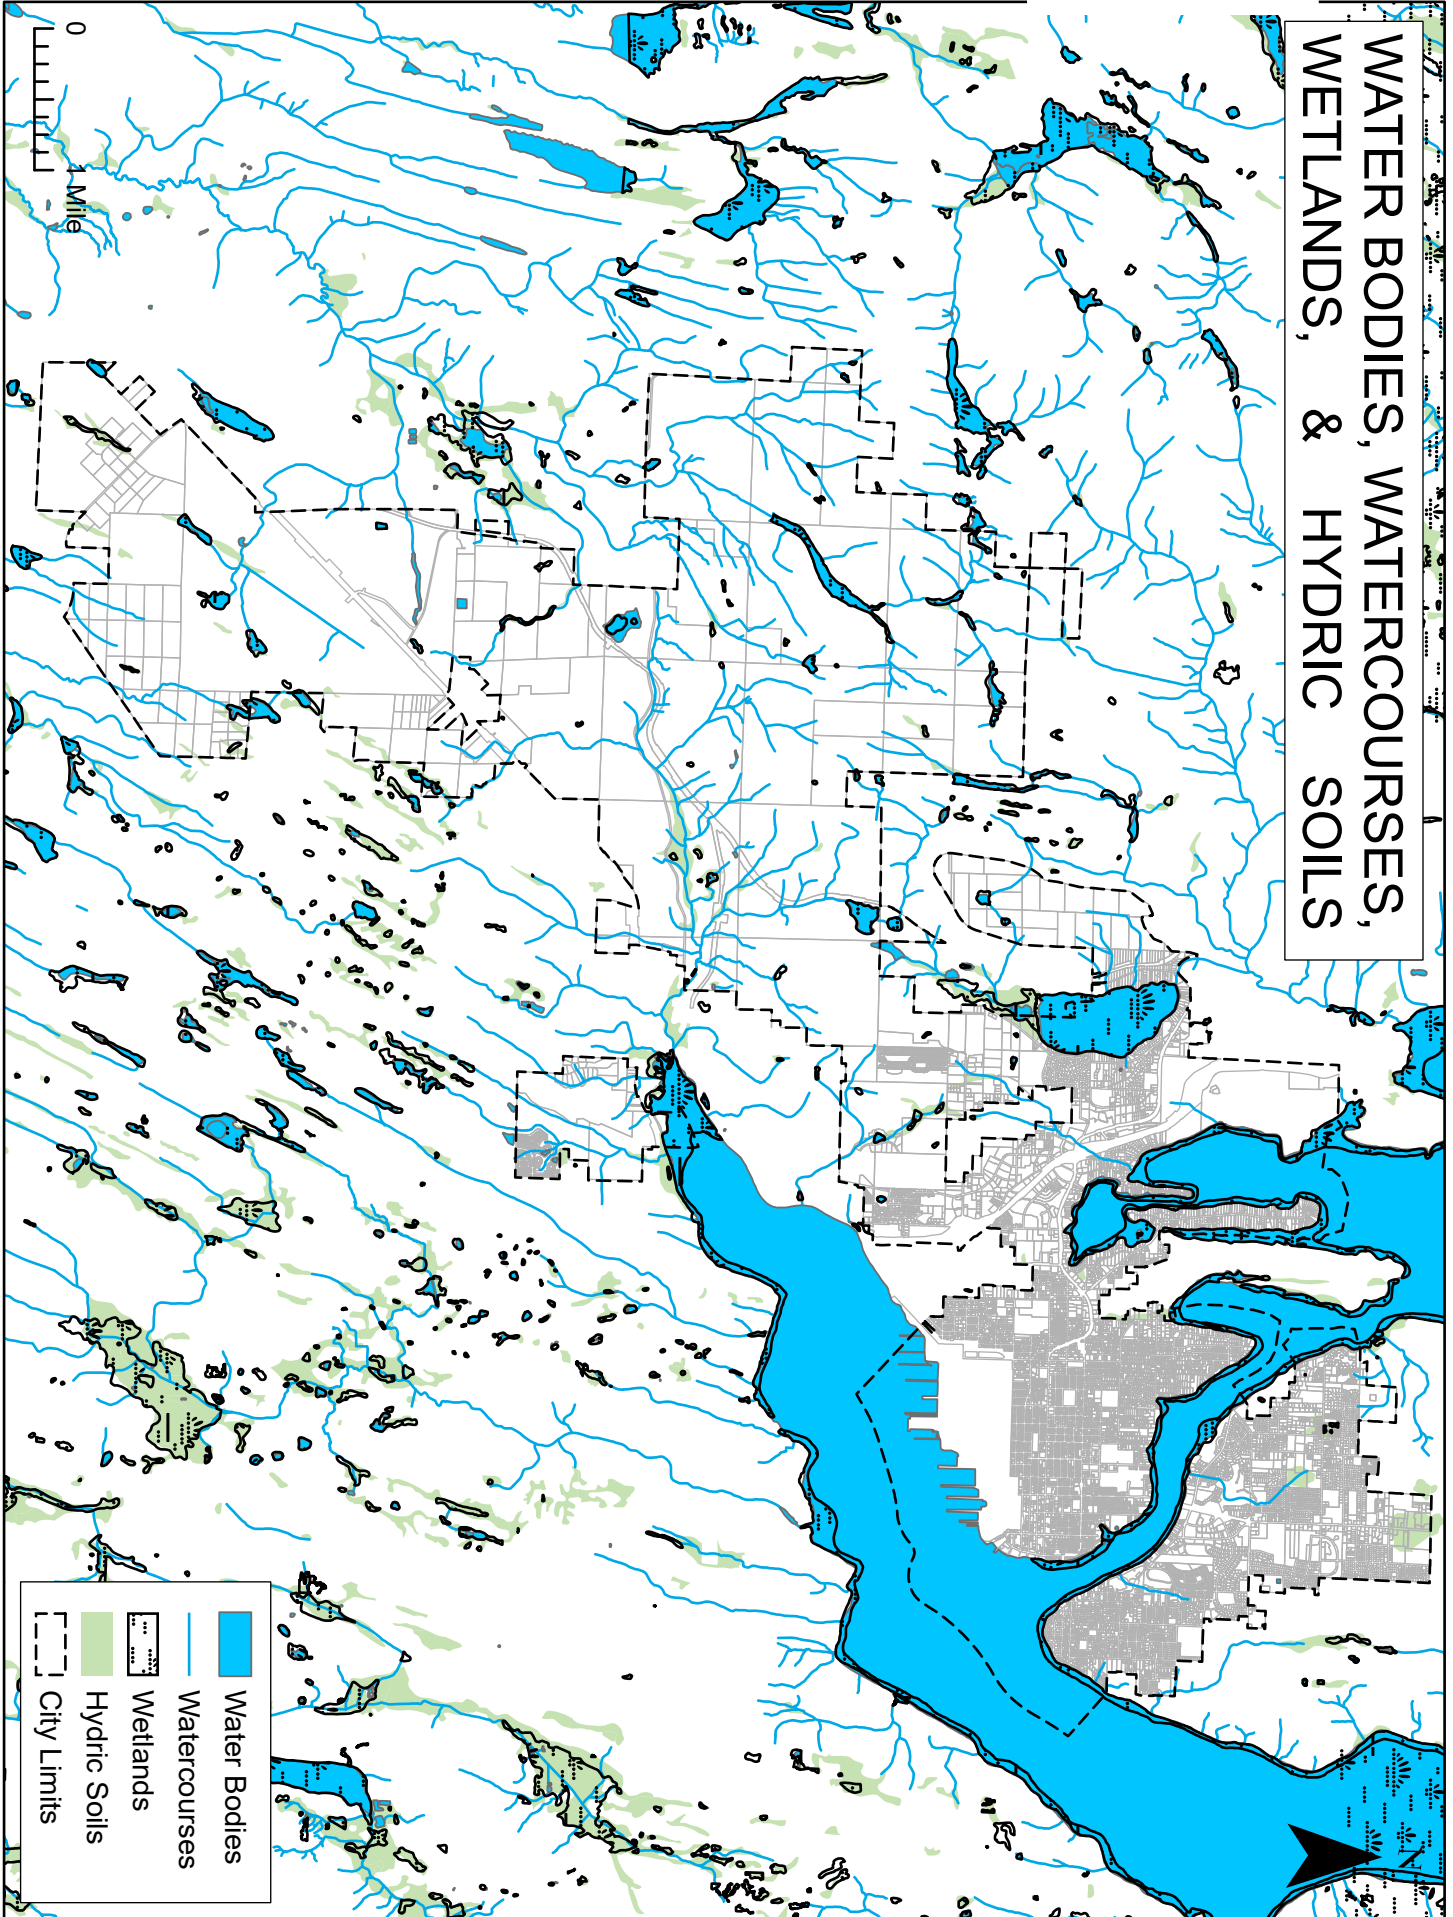 WATER BODIES, WATERCOURSES,
WETLANDS, & HYDRIC SOILS
0 1 Mile
Water Bodies
Watercourses
Wetlands
Hydric Soils
City Limits
N